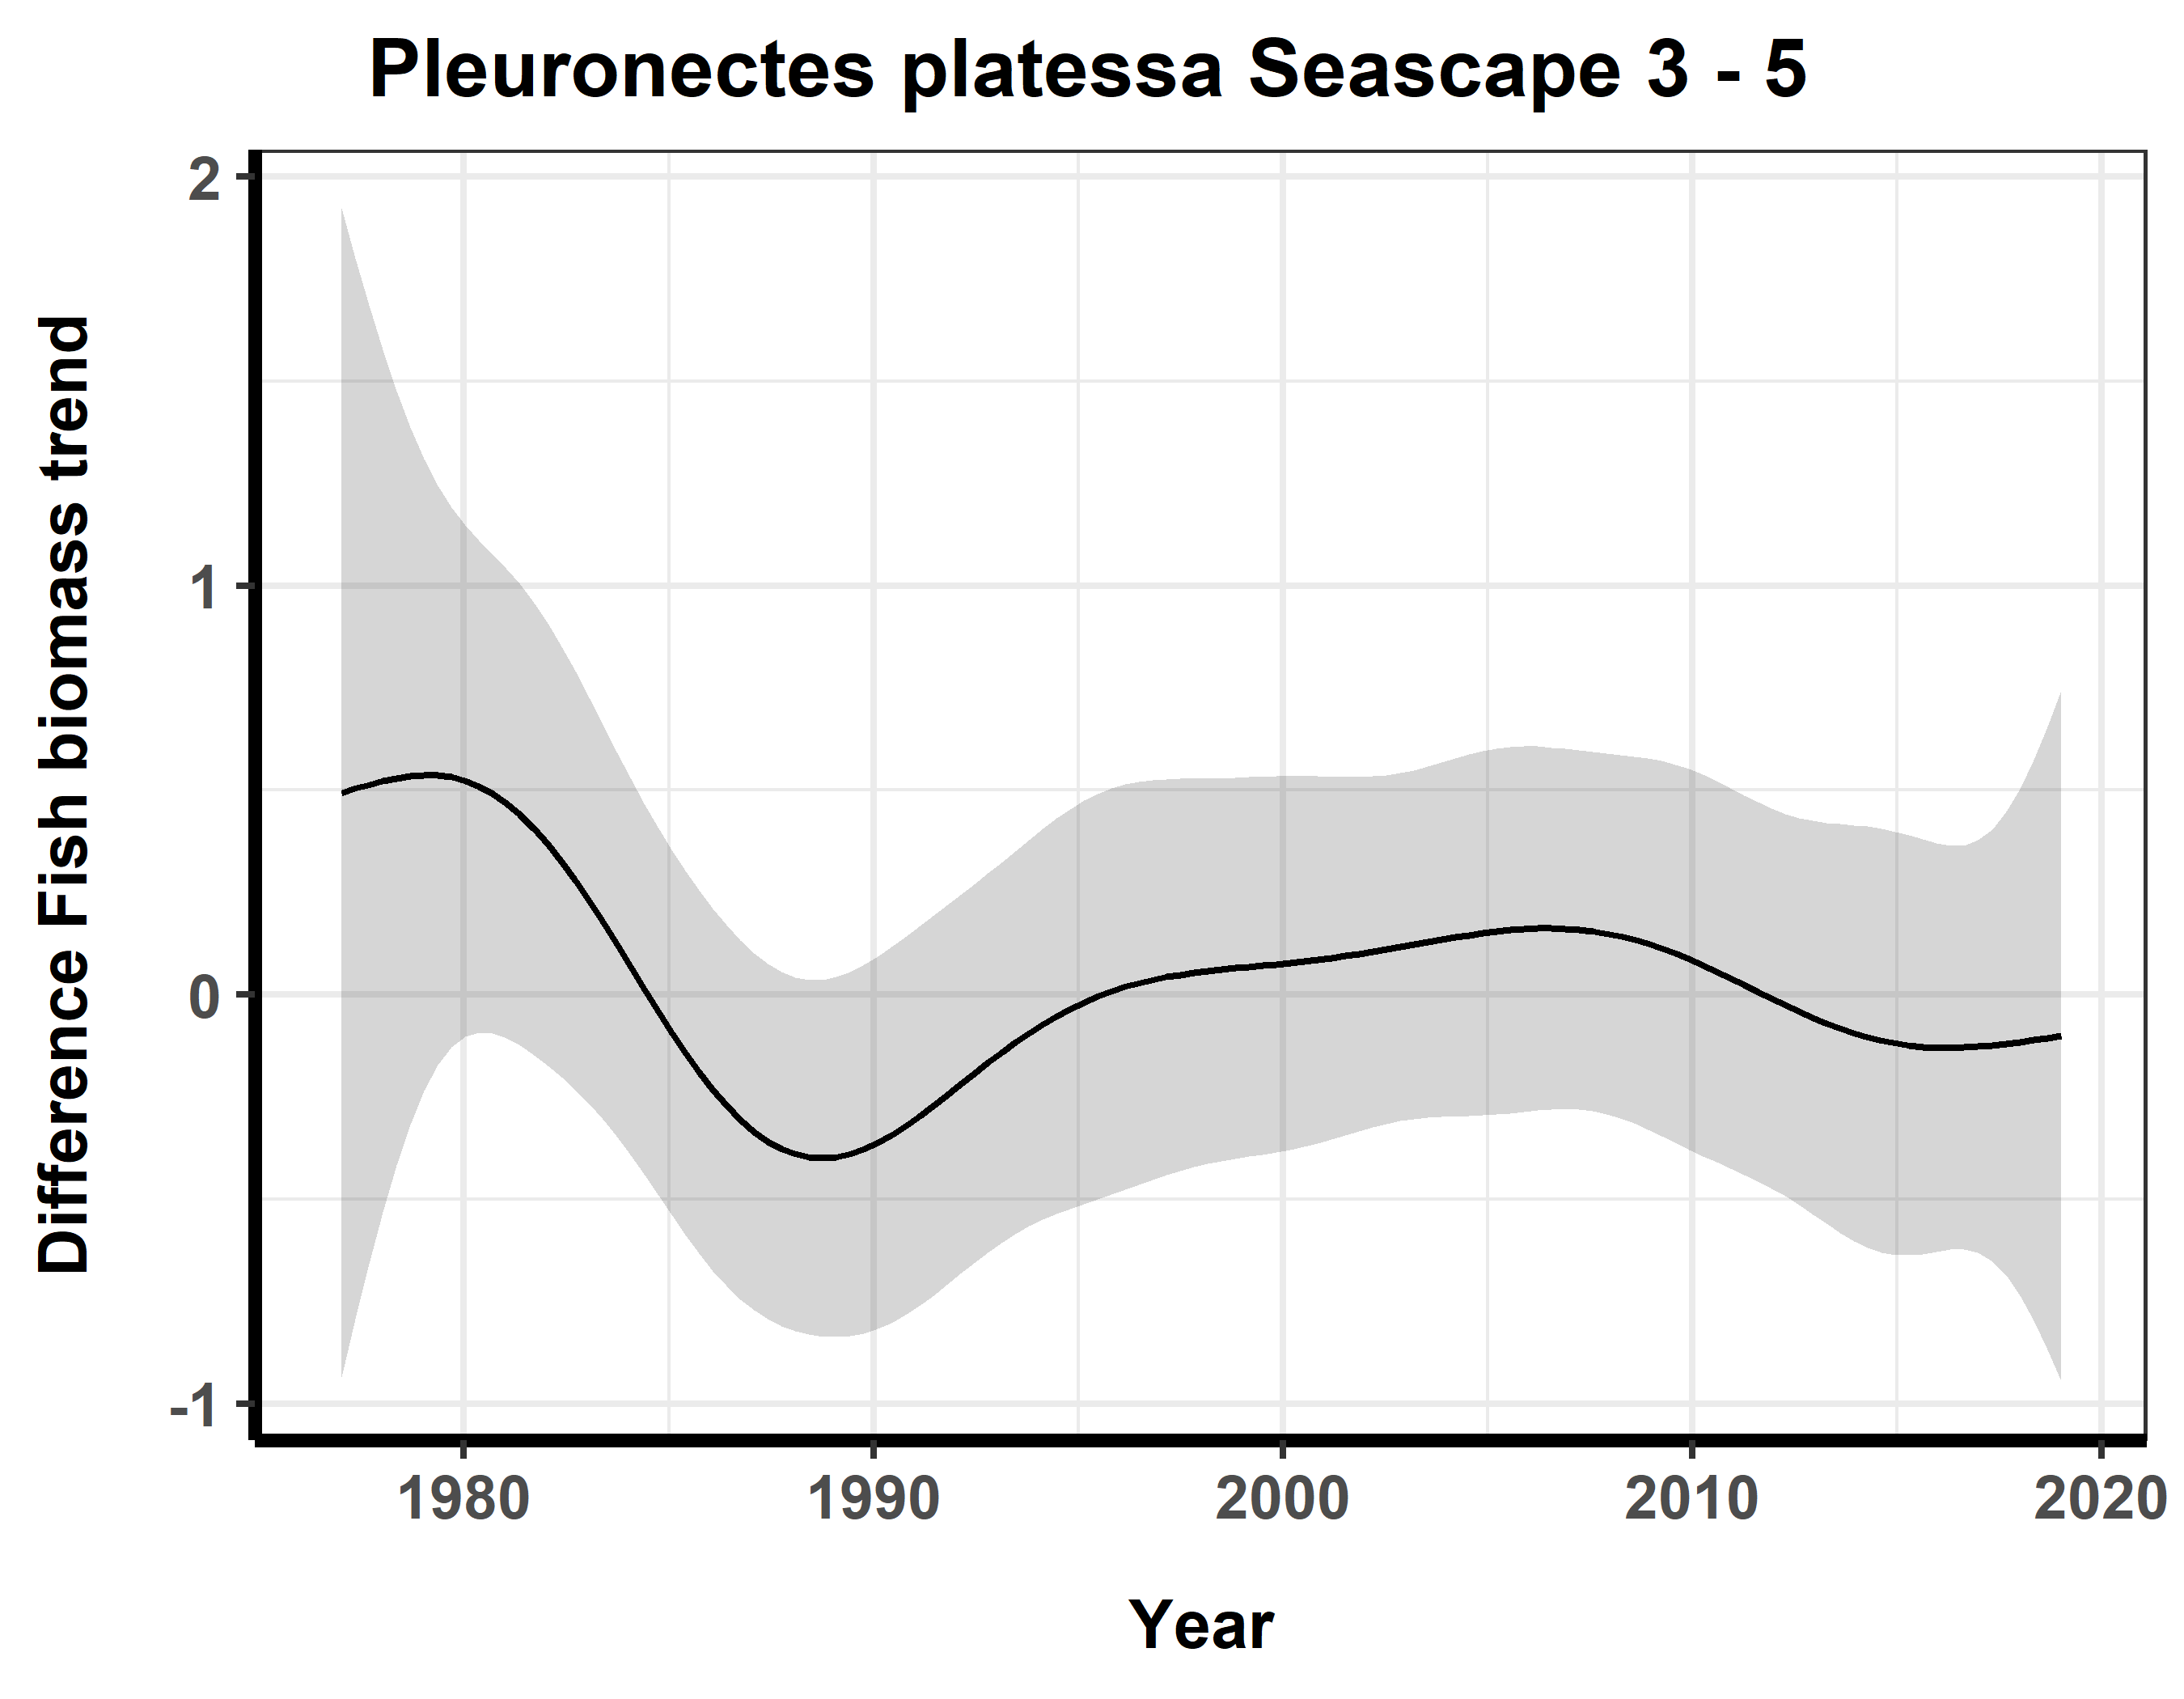 Pleuronectes platessa Seascape 3 - 5
Difference Fish biomass trend
2
1
0
-1
1980 1990 2000 2010 2020
Year